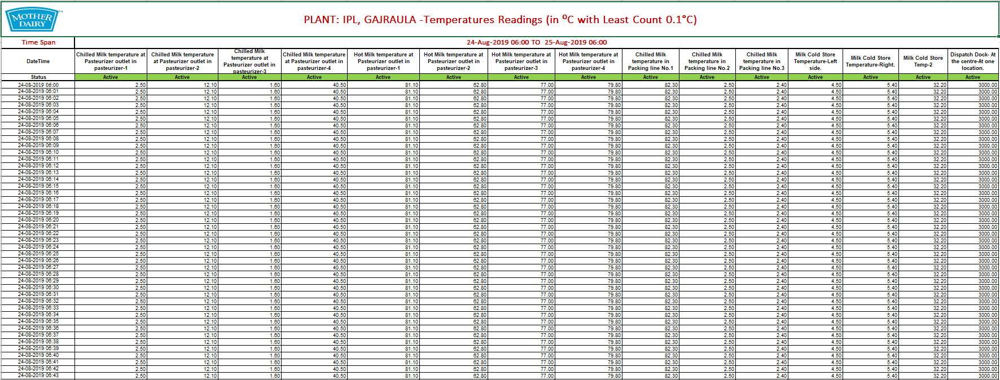 MOTHER DAIRY ™
PLANT: IPL, GAJRAULA -Temperatures Readings (in ⁰C with Least Count 0.1°C)
Time Span 24-Aug-2019 06:00 TO 25-Aug-2019 06:00
DateTime
Chilled Milk temperature at
Pasteurizer outlet in
pasteurizer-1
Chilled Milk temperature
at Pasteurizer outlet in
pasteurizer-2
Chilled Milk
temperature at
Pasteurizer outlet in
pasteurizer-3
Chilled Milk temperature
at Pasteurizer outlet in
pasteurizer-4
Hot Milk temperature at
Pasteurizer outlet in
pasteurizer-1
Hot Milk temperature at
Pasteurizer outlet in
pasteurizer-2
Hot Milk temperature at
Pasteurizer outlet in
pasteurizer-3
Hot Milk temperature at
Pasteurizer outlet in
pasteurizer-4
Chilled Milk
temperature in
Packing line No.1
Chilled Milk
temperature in
Packing line No.2
Chilled Milk
temperature in
Packing line No.3
Milk Cold Store
Temperature-Left
side.
Milk Cold Store
Temperature-Right.
Milk Cold Store
Temp-2
Dispatch Dock- At
the centre-At one
location.
Status Active Active Active Active Active Active Active Active Active Active Active Active Active Active Active
24-08-2019 06:00 2.50 12.10 1.60 40.50 81.10 62.80 77.00 79.80 82.30 2.50 2.40 4.50 5.40 32.20 3000.00
24-08-2019 06:01 2.50 12.10 1.60 40.50 81.10 62.80 77.00 79.80 82.30 2.50 2.40 4.50 5.40 32.20 3000.00
24-08-2019 06:02 2.50 12.10 1.60 40.50 81.10 62.80 77.00 79.80 82.30 2.50 2.40 4.50 5.40 32.20 3000.00
24-08-2019 06:03 2.50 12.10 1.60 40.50 81.10 62.80 77.00 79.80 82.30 2.50 2.40 4.50 5.40 32.20 3000.00
24-08-2019 06:04 2.50 12.10 1.60 40.50 81.10 62.80 77.00 79.80 82.30 2.50 2.40 4.50 5.40 32.20 3000.00
24-08-2019 06:05 2.50 12.10 1.60 40.50 81.10 62.80 77.00 79.80 82.30 2.50 2.40 4.50 5.40 32.20 3000.00
24-08-2019 06:06 2.50 12.10 1.60 40.50 81.10 62.80 77.00 79.80 82.30 2.50 2.40 4.50 5.40 32.20 3000.00
24-08-2019 06:07 2.50 12.10 1.60 40.50 81.10 62.80 77.00 79.80 82.30 2.50 2.40 4.50 5.40 32.20 3000.00
24-08-2019 06:08 2.50 12.10 1.60 40.50 81.10 62.80 77.00 79.80 82.30 2.50 2.40 4.50 5.40 32.20 3000.00
24-08-2019 06:09 2.50 12.10 1.60 40.50 81.10 62.80 77.00 79.80 82.30 2.50 2.40 4.50 5.40 32.20 3000.00
24-08-2019 06:10 2.50 12.10 1.60 40.50 81.10 62.80 77.00 79.80 82.30 2.50 2.40 4.50 5.40 32.20 3000.00
24-08-2019 06:11 2.50 12.10 1.60 40.50 81.10 62.80 77.00 79.80 82.30 2.50 2.40 4.50 5.40 32.20 3000.00
24-08-2019 06:12 2.50 12.10 1.60 40.50 81.10 62.80 77.00 79.80 82.30 2.50 2.40 4.50 5.40 32.20 3000.00
24-08-2019 06:13 2.50 12.10 1.60 40.50 81.10 62.80 77.00 79.80 82.30 2.50 2.40 4.50 5.40 32.20 3000.00
24-08-2019 06:14 2.50 12.10 1.60 40.50 81.10 62.80 77.00 79.80 82.30 2.50 2.40 4.50 5.40 32.20 3000.00
24-08-2019 06:15 2.50 12.10 1.60 40.50 81.10 62.80 77.00 79.80 82.30 2.50 2.40 4.50 5.40 32.20 3000.00
24-08-2019 06:16 2.50 12.10 1.60 40.50 81.10 62.80 77.00 79.80 82.30 2.50 2.40 4.50 5.40 32.20 3000.00
24-08-2019 06:17 2.50 12.10 1.60 40.50 81.10 62.80 77.00 79.80 82.30 2.50 2.40 4.50 5.40 32.20 3000.00
24-08-2019 06:18 2.50 12.10 1.60 40.50 81.10 62.80 77.00 79.80 82.30 2.50 2.40 4.50 5.40 32.20 3000.00
24-08-2019 06:19 2.50 12.10 1.60 40.50 81.10 62.80 77.00 79.80 82.30 2.50 2.40 4.50 5.40 32.20 3000.00
24-08-2019 06:20 2.50 12.10 1.60 40.50 81.10 62.80 77.00 79.80 82.30 2.50 2.40 4.50 5.40 32.20 3000.00
24-08-2019 06:21 2.50 12.10 1.60 40.50 81.10 62.80 77.00 79.80 82.30 2.50 2.40 4.50 5.40 32.20 3000.00
24-08-2019 06:22 2.50 12.10 1.60 40.50 81.10 62.80 77.00 79.80 82.30 2.50 2.40 4.50 5.40 32.20 3000.00
24-08-2019 06:23 2.50 12.10 1.60 40.50 81.10 62.80 77.00 79.80 82.30 2.50 2.40 4.50 5.40 32.20 3000.00
24-08-2019 06:24 2.50 12.10 1.60 40.50 81.10 62.80 77.00 79.80 82.30 2.50 2.40 4.50 5.40 32.20 3000.00
24-08-2019 06:25 2.50 12.10 1.60 40.50 81.10 62.80 77.00 79.80 82.30 2.50 2.40 4.50 5.40 32.20 3000.00
24-08-2019 06:26 2.50 12.10 1.60 40.50 81.10 62.80 77.00 79.80 82.30 2.50 2.40 4.50 5.40 32.20 3000.00
24-08-2019 06:27 2.50 12.10 1.60 40.50 81.10 62.80 77.00 79.80 82.30 2.50 2.40 4.50 5.40 32.20 3000.00
24-08-2019 06:28 2.50 12.10 1.60 40.50 81.10 62.80 77.00 79.80 82.30 2.50 2.40 4.50 5.40 32.20 3000.00
24-08-2019 06:29 2.50 12.10 1.60 40.50 81.10 62.80 77.00 79.80 82.30 2.50 2.40 4.50 5.40 32.20 3000.00
24-08-2019 06:30 2.50 12.10 1.60 40.50 81.10 62.80 77.00 79.80 82.30 2.50 2.40 4.50 5.40 32.20 3000.00
24-08-2019 06:31 2.50 12.10 1.60 40.50 81.10 62.80 77.00 79.80 82.30 2.50 2.40 4.50 5.40 32.20 3000.00
24-08-2019 06:32 2.50 12.10 1.60 40.50 81.10 62.80 77.00 79.80 82.30 2.50 2.40 4.50 5.40 32.20 3000.00
24-08-2019 06:33 2.50 12.10 1.60 40.50 81.10 62.80 77.00 79.80 82.30 2.50 2.40 4.50 5.40 32.20 3000.00
24-08-2019 06:34 2.50 12.10 1.60 40.50 81.10 62.80 77.00 79.80 82.30 2.50 2.40 4.50 5.40 32.20 3000.00
24-08-2019 06:35 2.50 12.10 1.60 40.50 81.10 62.80 77.00 79.80 82.30 2.50 2.40 4.50 5.40 32.20 3000.00
24-08-2019 06:36 2.50 12.10 1.60 40.50 81.10 62.80 77.00 79.80 82.30 2.50 2.40 4.50 5.40 32.20 3000.00
24-08-2019 06:37 2.50 12.10 1.60 40.50 81.10 62.80 77.00 79.80 82.30 2.50 2.40 4.50 5.40 32.20 3000.00
24-08-2019 06:38 2.50 12.10 1.60 40.50 81.10 62.80 77.00 79.80 82.30 2.50 2.40 4.50 5.40 32.20 3000.00
24-08-2019 06:39 2.50 12.10 1.60 40.50 81.10 62.80 77.00 79.80 82.30 2.50 2.40 4.50 5.40 32.20 3000.00
24-08-2019 06:40 2.50 12.10 1.60 40.50 81.10 62.80 77.00 79.80 82.30 2.50 2.40 4.50 5.40 32.20 3000.00
24-08-2019 06:41 2.50 12.10 1.60 40.50 81.10 62.80 77.00 79.80 82.30 2.50 2.40 4.50 5.40 32.20 3000.00
24-08-2019 06:42 2.50 12.10 1.60 40.50 81.10 62.80 77.00 79.80 82.30 2.50 2.40 4.50 5.40 32.20 3000.00
24-08-2019 06:43 2.50 12.10 1.60 40.50 81.10 62.80 77.00 79.80 82.30 2.50 2.40 4.50 5.40 32.20 3000.00